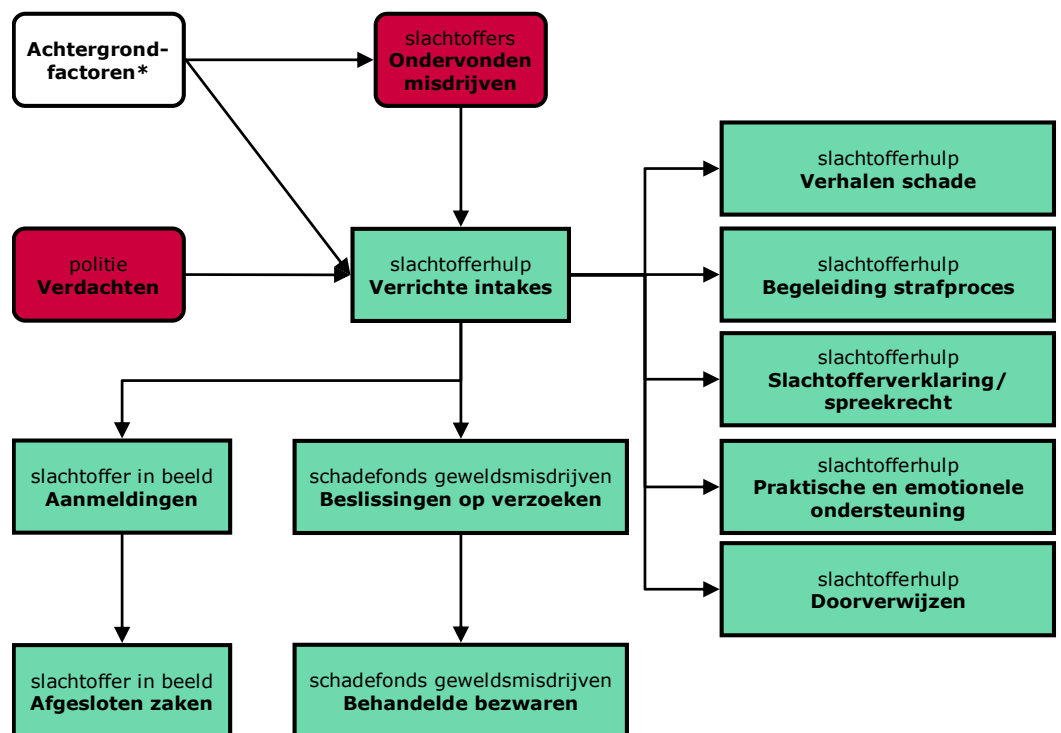 Achtergrond-
factoren*
slachtoffers
Ondervonden
misdrijven
slachtofferhulp
Verhalen schade
politie
Verdachten
slachtofferhulp
Verrichte intakes
slachtofferhulp
Begeleiding strafproces
slachtofferhulp
Slachtofferverklaring/
spreekrecht
slachtoffer in beeld
Aanmeldingen
schadefonds geweldsmisdrijven
Beslissingen op verzoeken
slachtofferhulp
Praktische en emotionele
ondersteuning
slachtofferhulp
Doorverwijzen
slachtoffer in beeld
Afgesloten zaken
schadefonds geweldsmisdrijven
Behandelde bezwaren